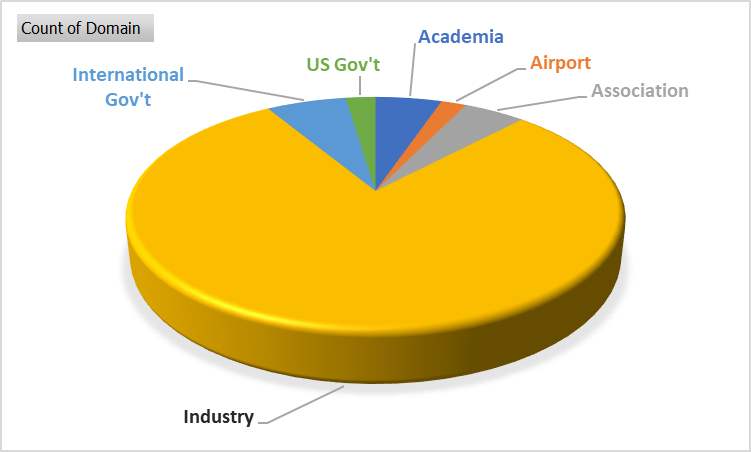 Count of Domain
Academia
US Gov't
Airport
International
Gov't
Association
Industry